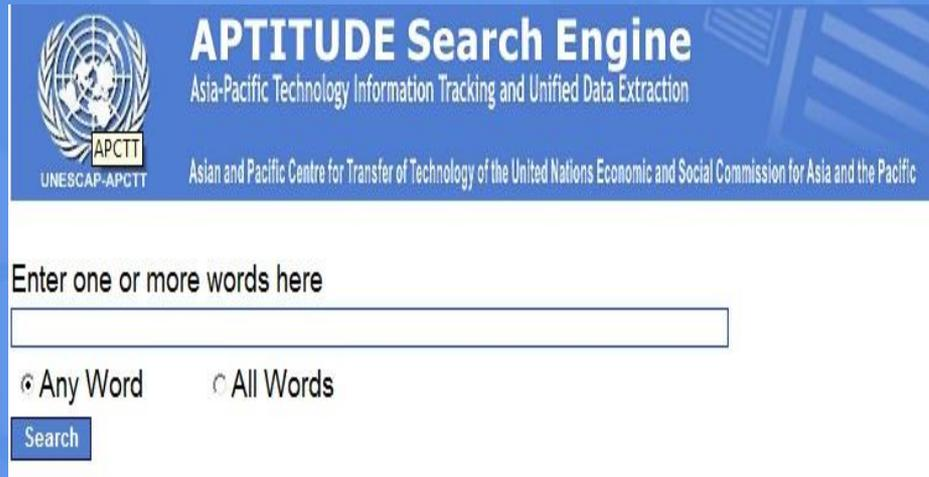 APTITUDE Search Engine
Asia-Pacific Technology Information Tracking and Unified Data Extraction
APCTT
UNESCAP-APCTT
Asian and Pacific Centre for Transfer of Technology of the United Nations Economic and Social Commission for Asia and the Pacific
Enter one or more words here
Any Word All Words
Search